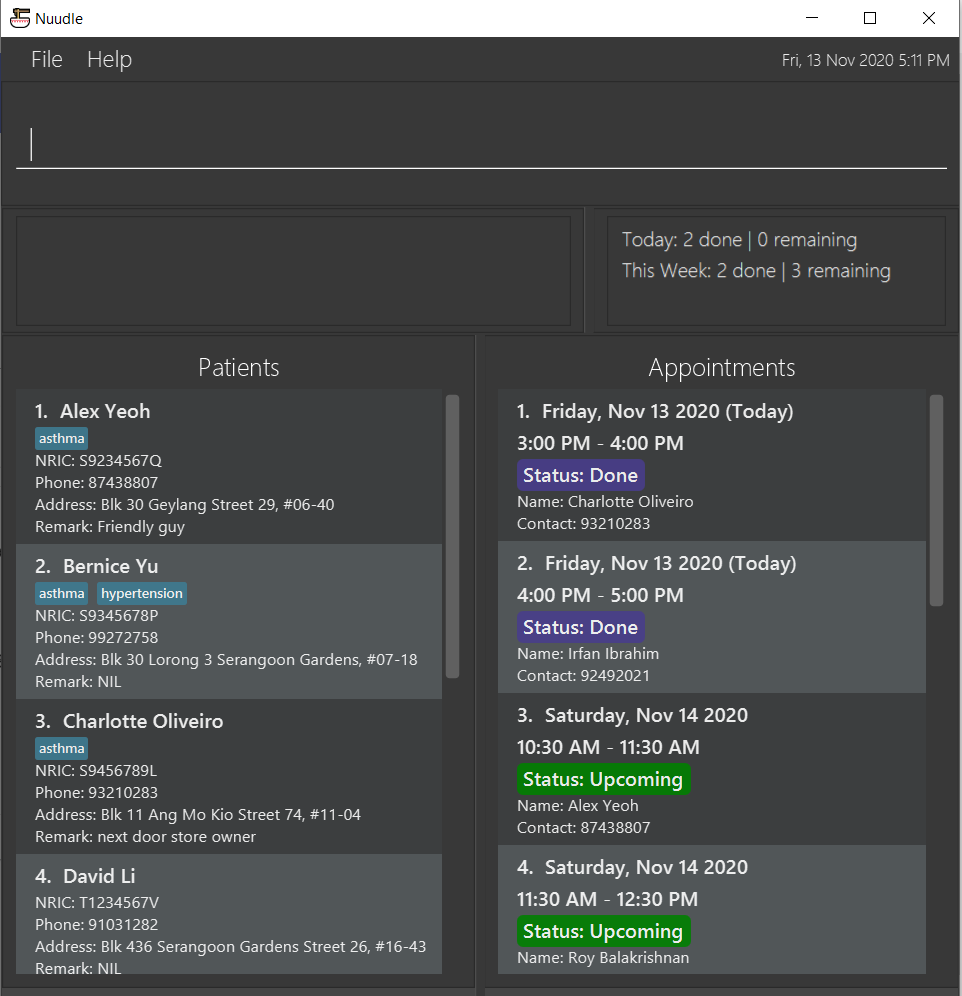 Nuudle
File Help Fri, 13 Nov 2020 5:11 PM
Today: 2 done | 0 remaining
This Week: 2 done | 3 remaining
Patients
1. Alex Yeoh
asthma
NRIC: S9234567Q
Phone: 87438807
Address: Blk 30 Geylang Street 29, #06-40
Remark: Friendly guy
2. Bernice Yu
asthma hypertension
NRIC: S9345678P
Phone: 99272758
Address: Blk 30 Lorong 3 Serangoon Gardens, #07-18
Remark: NIL
3. Charlotte Oliveiro
asthma
NRIC: S9456789L
Phone: 93210283
Address: Blk 11 Ang Mo Kio Street 74, #11-04
Remark: next door store owner
4. David Li
NRIC: T1234567V
Phone: 91031282
Address: Blk 436 Serangoon Gardens Street 26, #16-43
Remark: NIL
Appointments
1. Friday, Nov 13 2020 (Today)
3:00 PM - 4:00 PM
Status: Done
Name: Charlotte Oliveiro
Contact: 93210283
2. Friday, Nov 13 2020 (Today)
4:00 PM - 5:00 PM
Status: Done
Name: Irfan Ibrahim
Contact: 92492021
3. Saturday, Nov 14 2020
10:30 AM - 11:30 AM
Status: Upcoming
Name: Alex Yeoh
Contact: 87438807
4. Saturday, Nov 14 2020
11:30 AM - 12:30 PM
Status: Upcoming
Name: Roy Balakrishnan